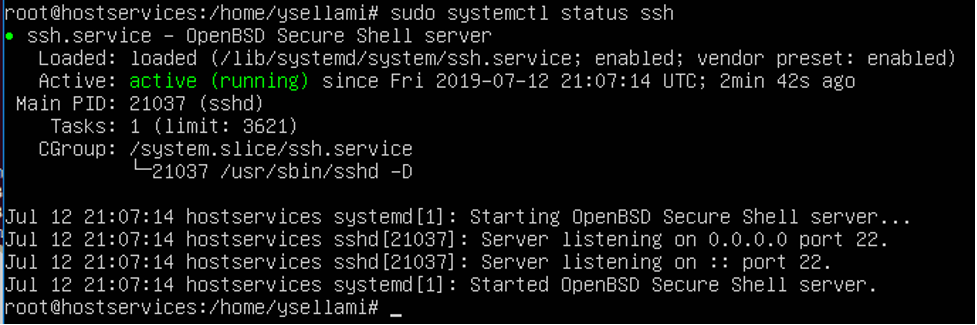 root@hostservices:/home/ysellami# sudo systemctl status ssh
● ssh.service – OpenBSD Secure Shell server
   Loaded: loaded (/lib/systemd/system/ssh.service; enabled; vendor preset: enabled)
   Active: active (running) since Fri 2019-07-12 21:07:14 UTC; 2min 42s ago
 Main PID: 21037 (sshd)
    Tasks: 1 (limit: 3621)
   CGroup: /system.slice/ssh.service
           └─21037 /usr/sbin/sshd -D

Jul 12 21:07:14 hostservices systemd[1]: Starting OpenBSD Secure Shell server...
Jul 12 21:07:14 hostservices sshd[21037]: Server listening on 0.0.0.0 port 22.
Jul 12 21:07:14 hostservices sshd[21037]: Server listening on :: port 22.
Jul 12 21:07:14 hostservices systemd[1]: Started OpenBSD Secure Shell server.
root@hostservices:/home/ysellami# _